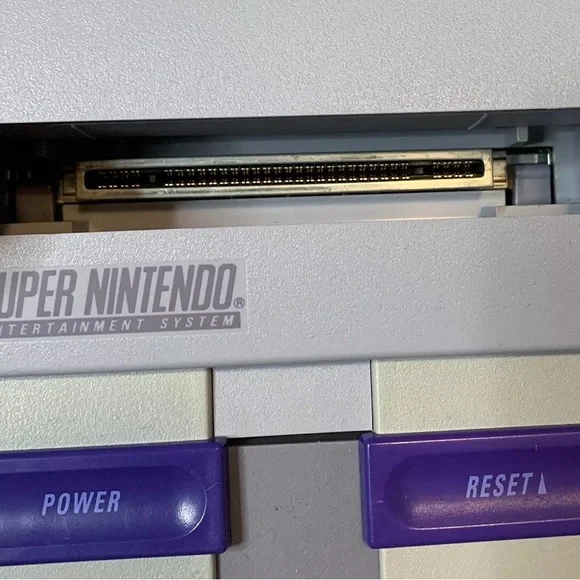 UPER NINTENDO®
NTERTAINMENT SYSTEM
POWER
RESET▲